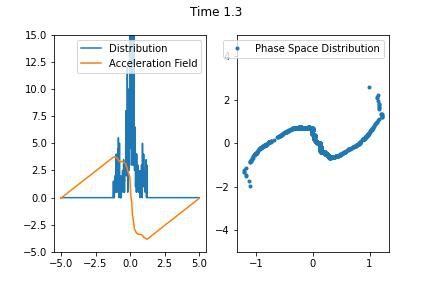 Time 1.3
Distribution
Acceleration Field
15.0
12.5
10.0
7.5
5.0
2.5
0.0
−2.5
−5.0
−5.0 −2.5 0.0 2.5 5.0
Phase Space Distribution
4
2
0
−2
−4
−1 0 1